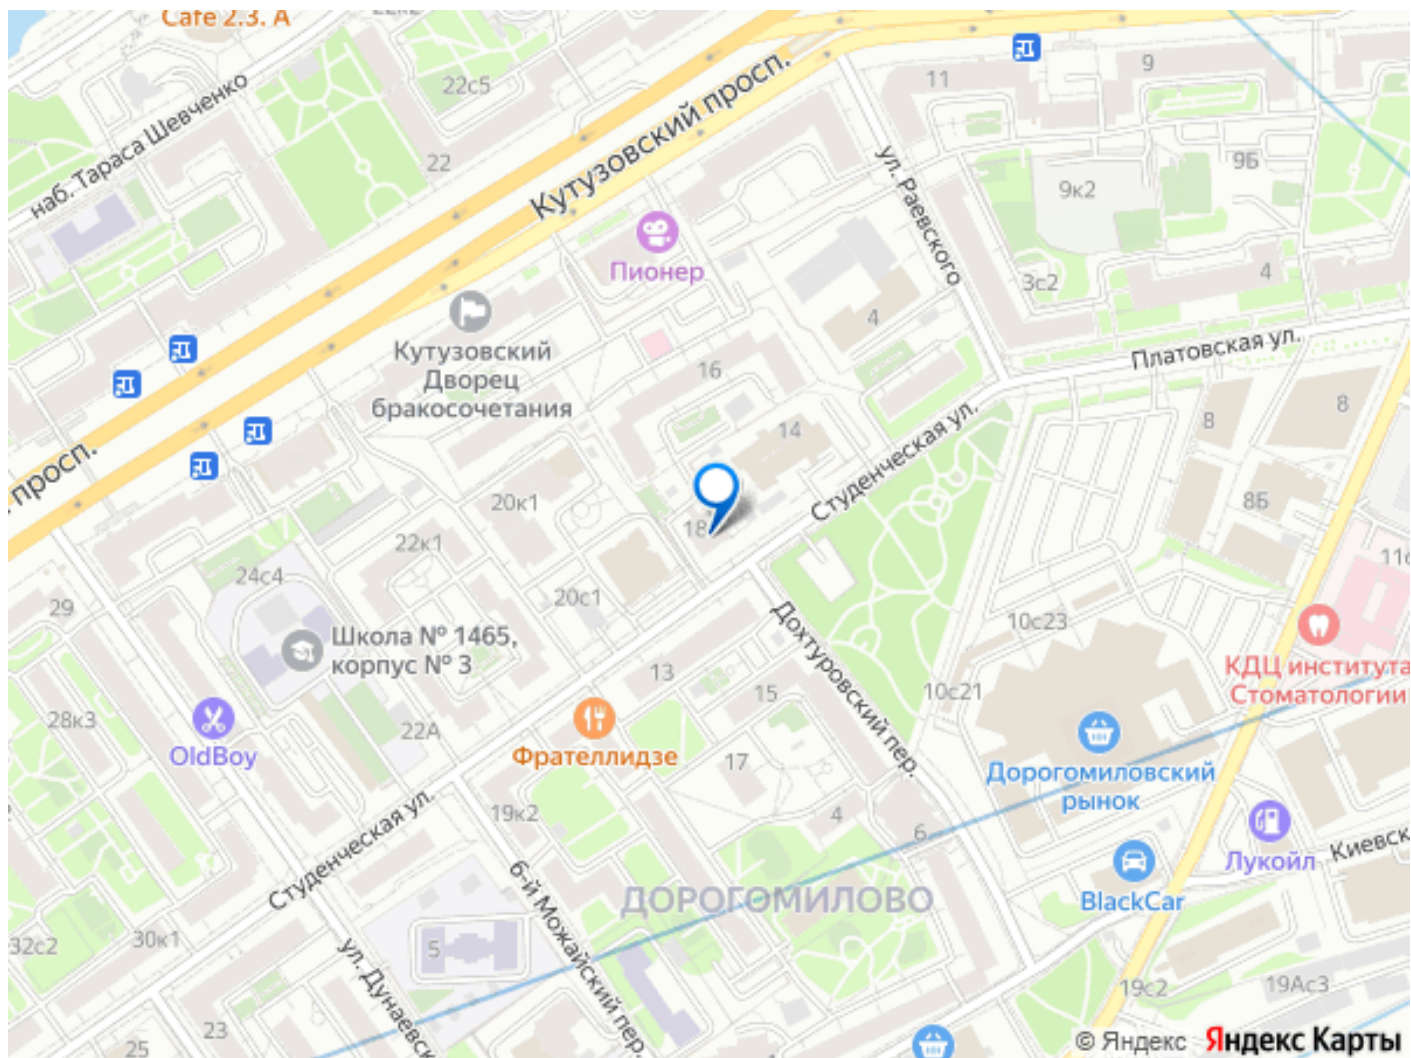 Cafe 2.3. А
22к2
22с5
наб. Тараса Шевченко
22
Кутузовский просп.
11
9
9Б
9к2
ул. Раевского
3с2
4
Пионер
4
Кутузовский
Дворец
бракосочетания
16
Платовская ул.
14
8
8
Студенческая ул.
просп.
20к1
18
8Б
22к1
24с4
20с1
29
10с23
Школа № 1465,
корпус № 3
13
15
Дохтуровский пер.
10с21
КДЦ института
Стоматологии
28к3
OldBoy
22А
Фрателлидзе
17
Дорогомиловский
рынок
19к2
4
6
Лукойл
Студенческая ул.
BlackCar
ДОРОГОМИЛОВО
6-й Можайский пер.
32с2
30к1
5
ул. Дунаевск
19с2
19Ас3
23
25
© Яндекс Яндекс Карты